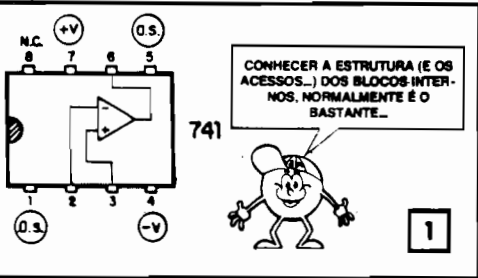 N.C.
+V
O.S.
8 7 6 5
- 
+
741
1 2 3 4
O.S.
-V
CONHECER A ESTRUTURA (E OS
ACESSOS...) DOS BLOCOS INTER-
NOS, NORMALMENTE É O
BASTANTE...
1